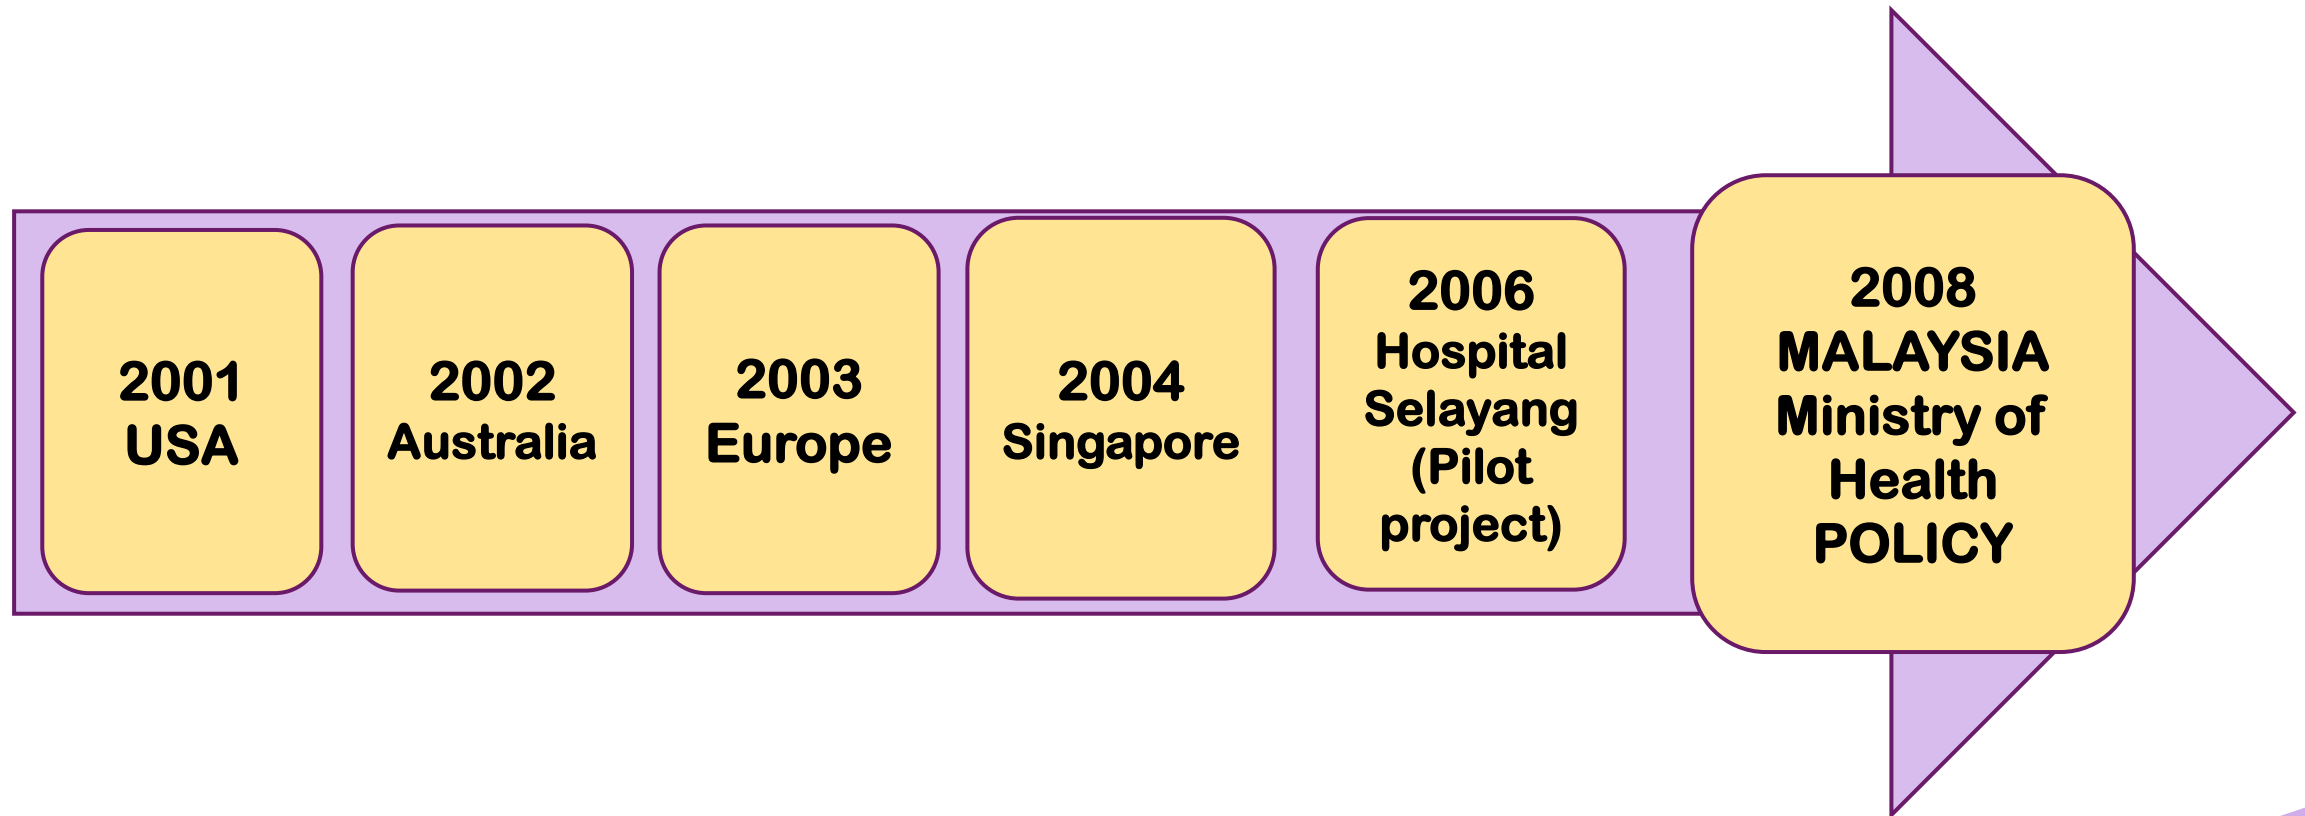 2001
USA
2002
Australia
2003
Europe
2004
Singapore
2006
Hospital
Selayang
(Pilot
project)
2008
MALAYSIA
Ministry of
Health
POLICY